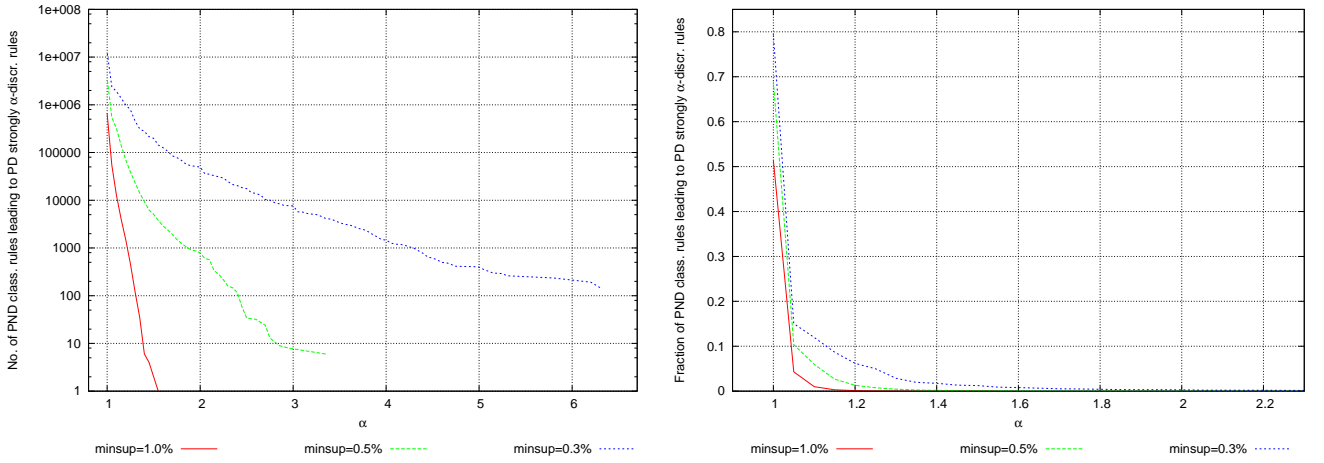 No. of PND class. rules leading to PD strongly α-discr. rules
1e+008
1e+007
1e+006
100000
10000
1000
100
10
1
1 2 3 4 5 6
α
minsup=1.0% minsup=0.5% minsup=0.3%
Fraction of PND class. rules leading to PD strongly α-discr. rules
0.8
0.7
0.6
0.5
0.4
0.3
0.2
0.1
0
1 1.2 1.4 1.6 1.8 2 2.2
α
minsup=1.0% minsup=0.5% minsup=0.3%